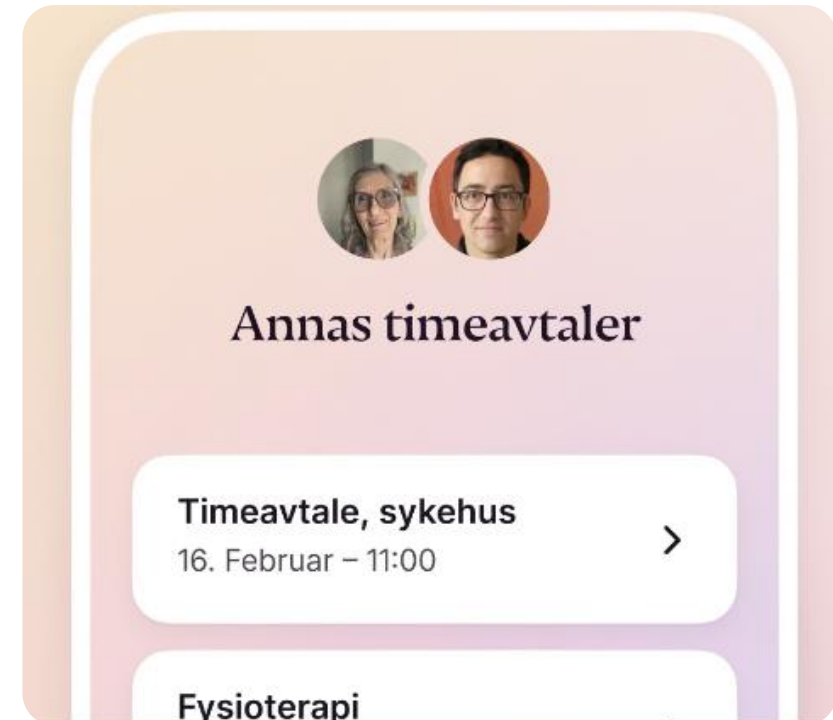 Annas timeavtaler
Timeavtale, sykehus
16. Februar – 11:00
Fysioterapi